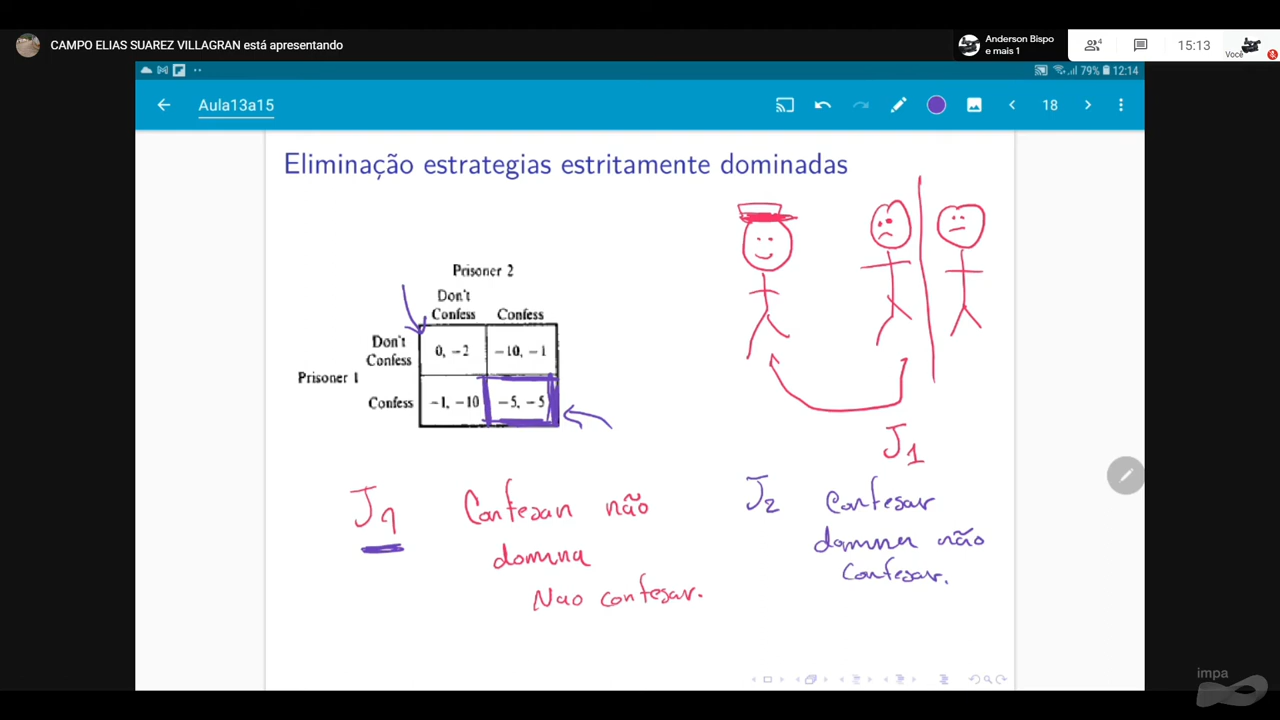 CAMPO ELIAS SUAREZ VILLAGRAN está apresentando
Anderson Bispo
e mais 1
4
15:13
Você
79% 12:14
Aula13a15
18
Eliminação estrategias estritamente dominadas
Prisoner 2
Don't
Confess Confess
Don't
Confess 0, −2 −10, −1
Prisoner 1
Confess −1, −10 −5, −5
J1
J1 Confesan não
domina
Nao confesar.
J2 Confesar
domina não
Confesar.
impa